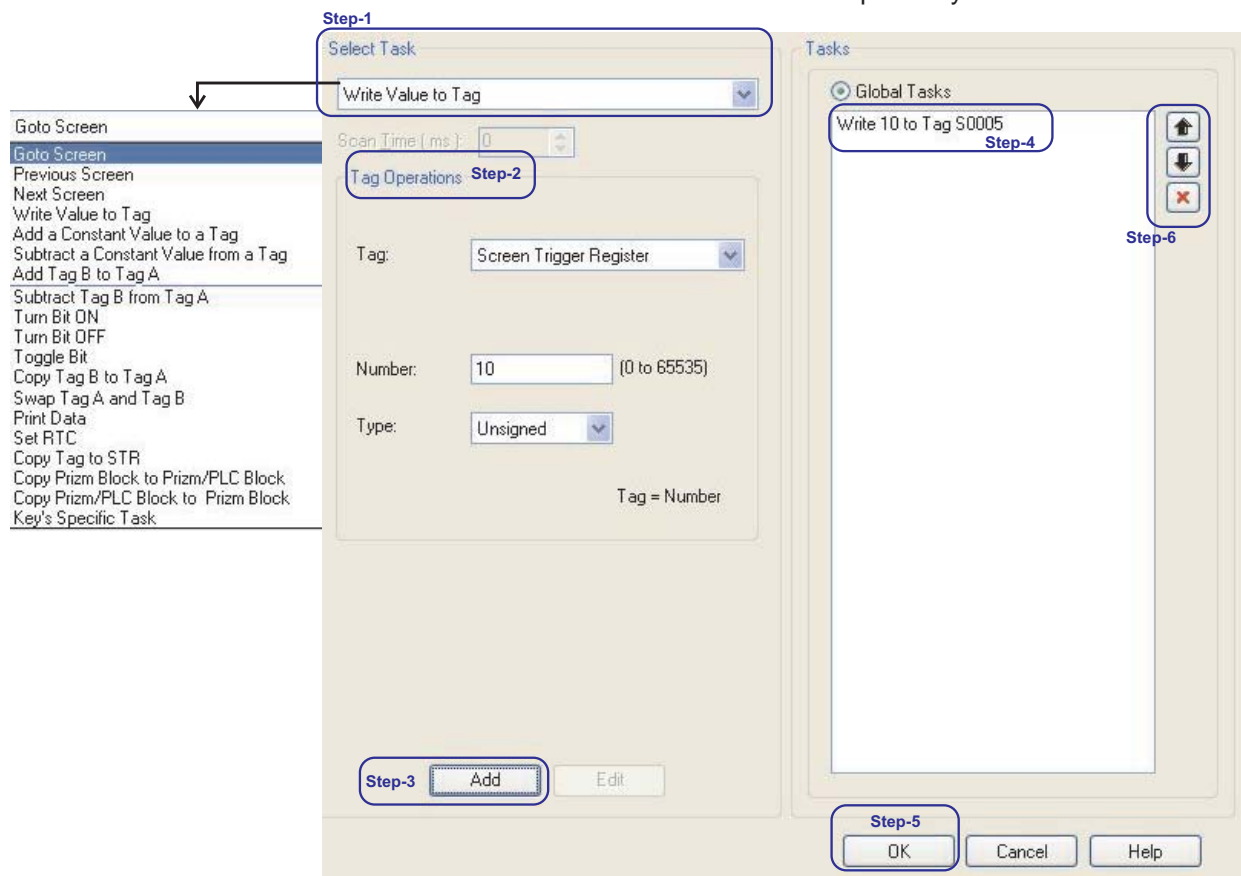 Step-1
Select Task
Write Value to Tag
Scan Time ( ms ): 0
Tag Operations Step-2
Tag: Screen Trigger Register
Number: 10 (0 to 65535)
Type: Unsigned
Tag = Number
Step-3 Add Edit
Goto Screen
Goto Screen
Previous Screen
Next Screen
Write Value to Tag
Add a Constant Value to a Tag
Subtract a Constant Value from a Tag
Add Tag B to Tag A
Subtract Tag B from Tag A
Turn Bit ON
Turn Bit OFF
Toggle Bit
Copy Tag B to Tag A
Swap Tag A and Tag B
Print Data
Set RTC
Copy Tag to STR
Copy Prizm Block to Prizm/PLC Block
Copy Prizm/PLC Block to Prizm Block
Key's Specific Task
Tasks
Global Tasks
Write 10 to Tag S0005
Step-4
Step-6
Step-5
OK Cancel Help